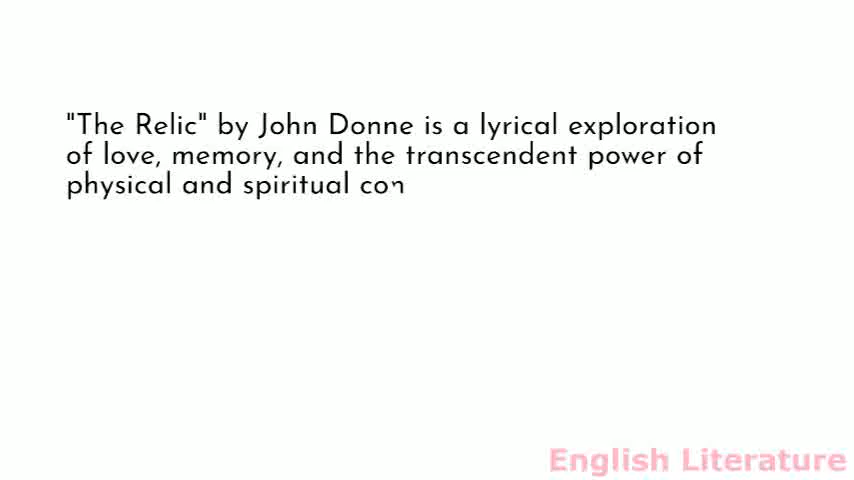 "The Relic" by John Donne is a lyrical exploration
of love, memory, and the transcendent power of
physical and spiritual con
English Literature